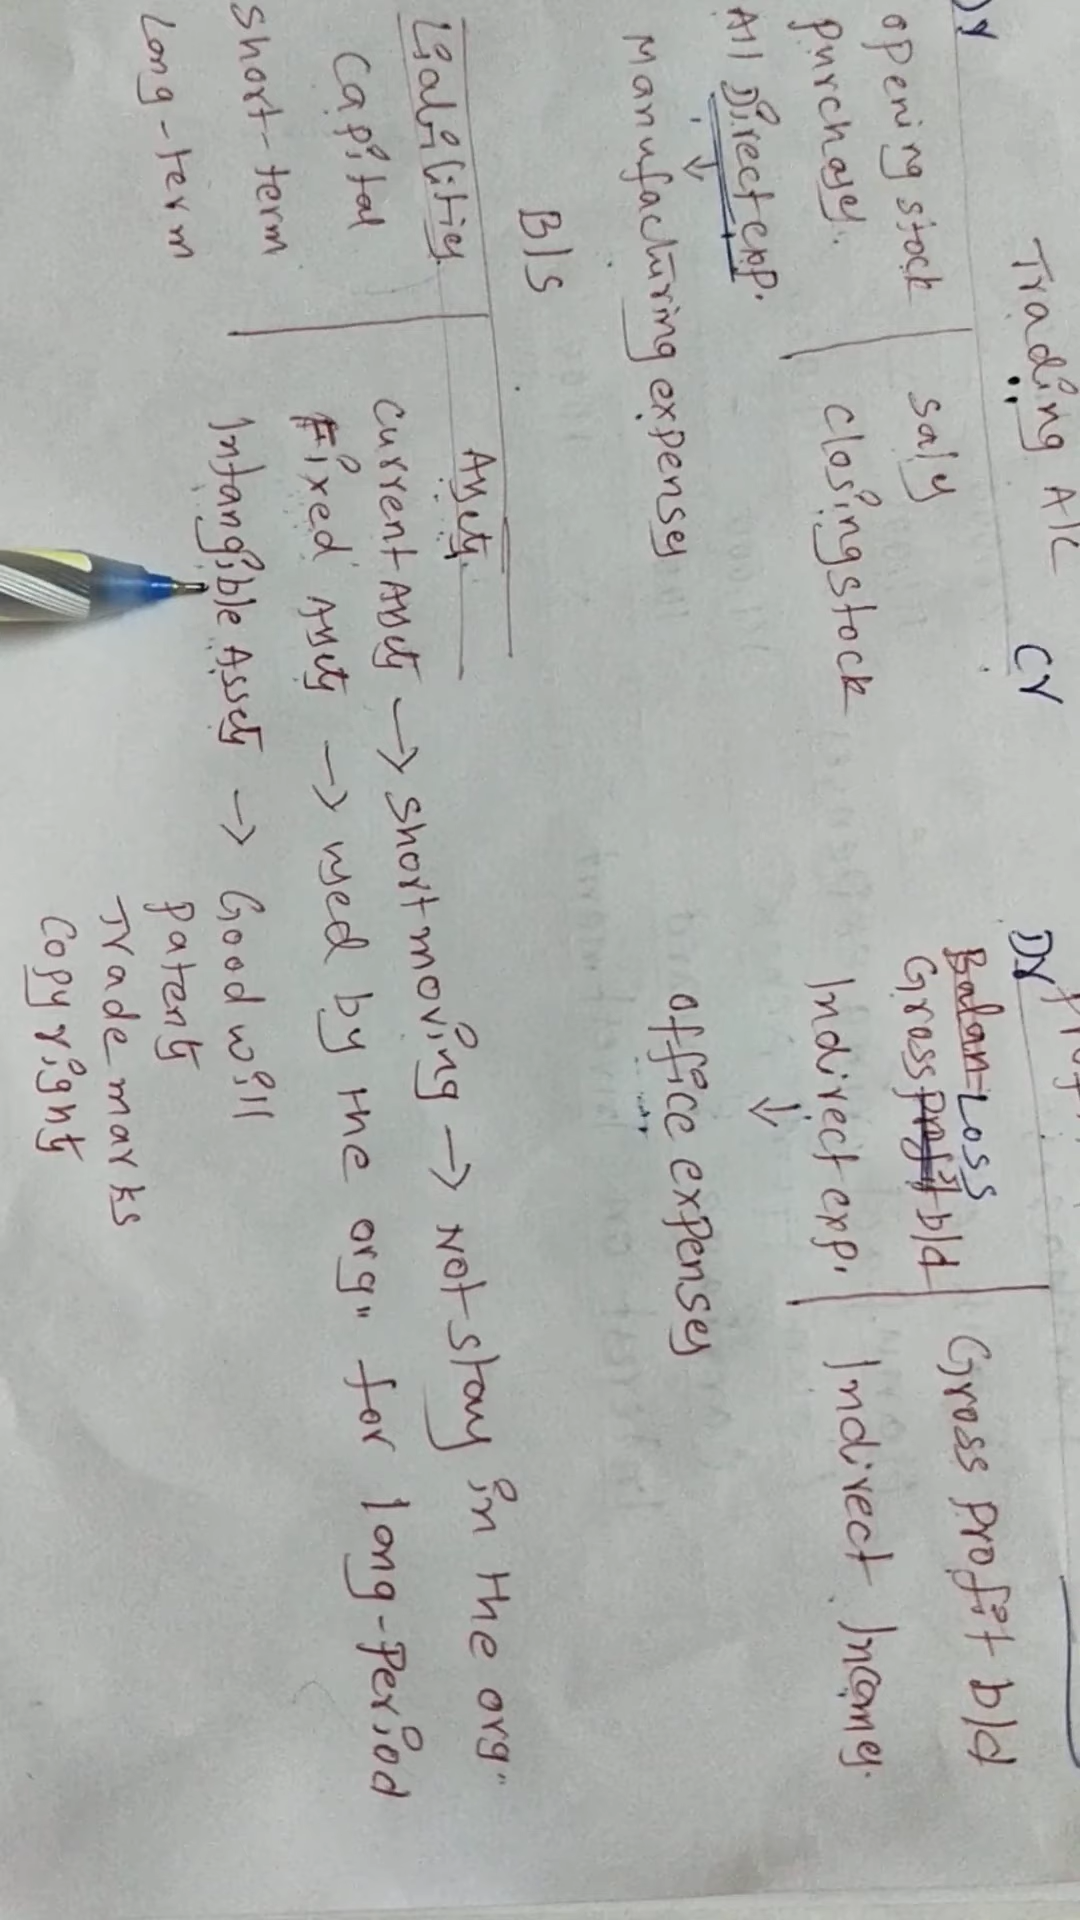 Trading A/C
Dr
Cr
opening stock
sales
purchases.
closing stock
All Direct exp.
Manufacturing expenses
Dr
Loss
Gross b/d
Gross profit b/d
Indirect exp.
Indirect Incomes.
office expenses
B/S
Liabilities
Assets.
Capital
Current Assets → short moving → Not stay in the org"
short-term
Fixed Assets → used by the org" for long-period
Long-term
Intangible Assets → Good will
patents
Trade marks
Copy rights